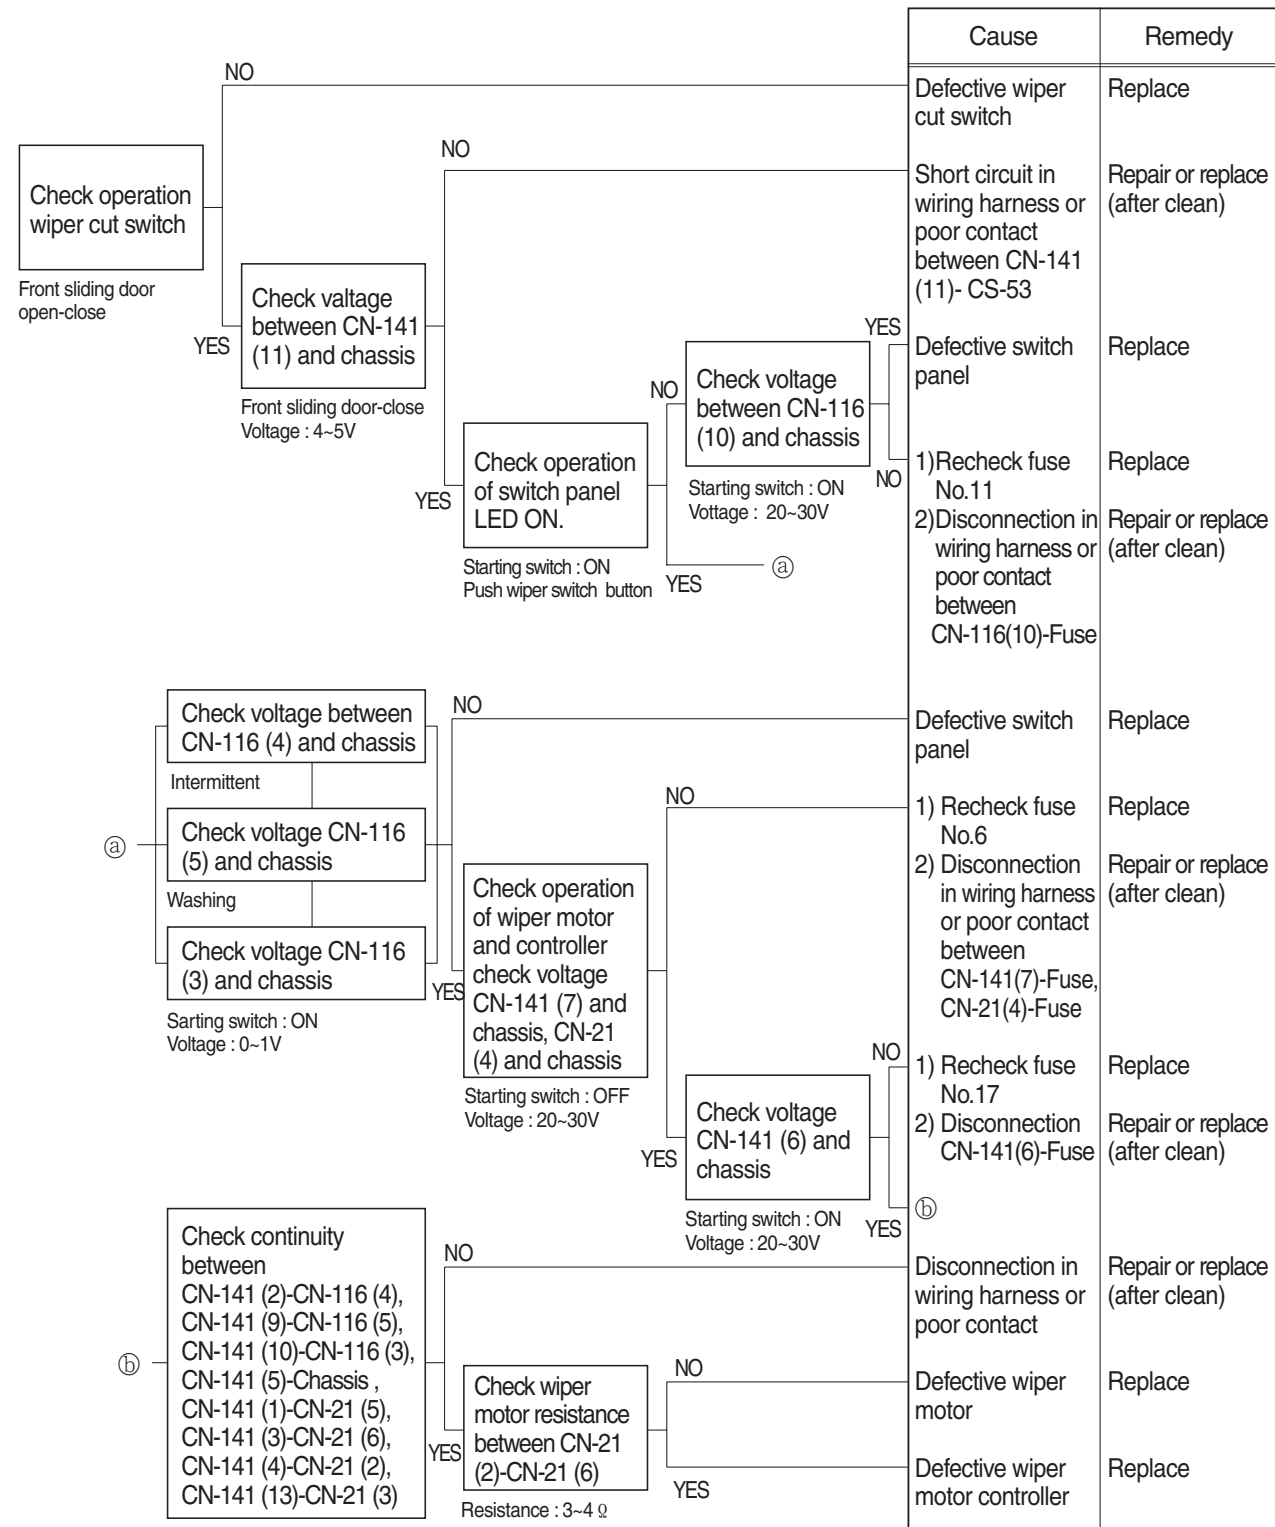 Cause
Remedy
NO
Defective wiper
cut switch
Replace
Check operation
wiper cut switch
Front sliding door
open-close
NO
Short circuit in
wiring harness or
poor contact
between CN-141
(11)- CS-53
Repair or replace
(after clean)
YES
Check valtage
between CN-141
(11) and chassis
Front sliding door-close
Voltage : 4~5V
YES
Defective switch
panel
Replace
NO
Check voltage
between CN-116
(10) and chassis
Starting switch : ON
Vottage : 20~30V
NO
1)Recheck fuse
No.11
Replace
2)Disconnection in
wiring harness or
poor contact
between
CN-116(10)-Fuse
Repair or replace
(after clean)
YES
Check operation
of switch panel
LED ON.
Starting switch : ON
Push wiper switch button
YES
ⓐ
ⓐ
Check voltage between
CN-116 (4) and chassis
Intermittent
Check voltage CN-116
(5) and chassis
Washing
Check voltage CN-116
(3) and chassis
Sarting switch : ON
Voltage : 0~1V
NO
Defective switch
panel
Replace
NO
1) Recheck fuse
No.6
Replace
2) Disconnection
in wiring harness
or poor contact
between
CN-141(7)-Fuse,
CN-21(4)-Fuse
Repair or replace
(after clean)
YES
Check operation
of wiper motor
and controller
check voltage
CN-141 (7) and
chassis, CN-21
(4) and chassis
Starting switch : OFF
Voltage : 20~30V
NO
1) Recheck fuse
No.17
Replace
2) Disconnection
CN-141(6)-Fuse
Repair or replace
(after clean)
YES
Check voltage
CN-141 (6) and
chassis
Starting switch : ON
Voltage : 20~30V
YES
ⓑ
ⓑ
Check continuity
between
CN-141 (2)-CN-116 (4),
CN-141 (9)-CN-116 (5),
CN-141 (10)-CN-116 (3),
CN-141 (5)-Chassis ,
CN-141 (1)-CN-21 (5),
CN-141 (3)-CN-21 (6),
CN-141 (4)-CN-21 (2),
CN-141 (13)-CN-21 (3)
NO
Disconnection in
wiring harness or
poor contact
Repair or replace
(after clean)
YES
Check wiper
motor resistance
between CN-21
(2)-CN-21 (6)
Resistance : 3~4 Ω
NO
Defective wiper
motor
Replace
YES
Defective wiper
motor controller
Replace